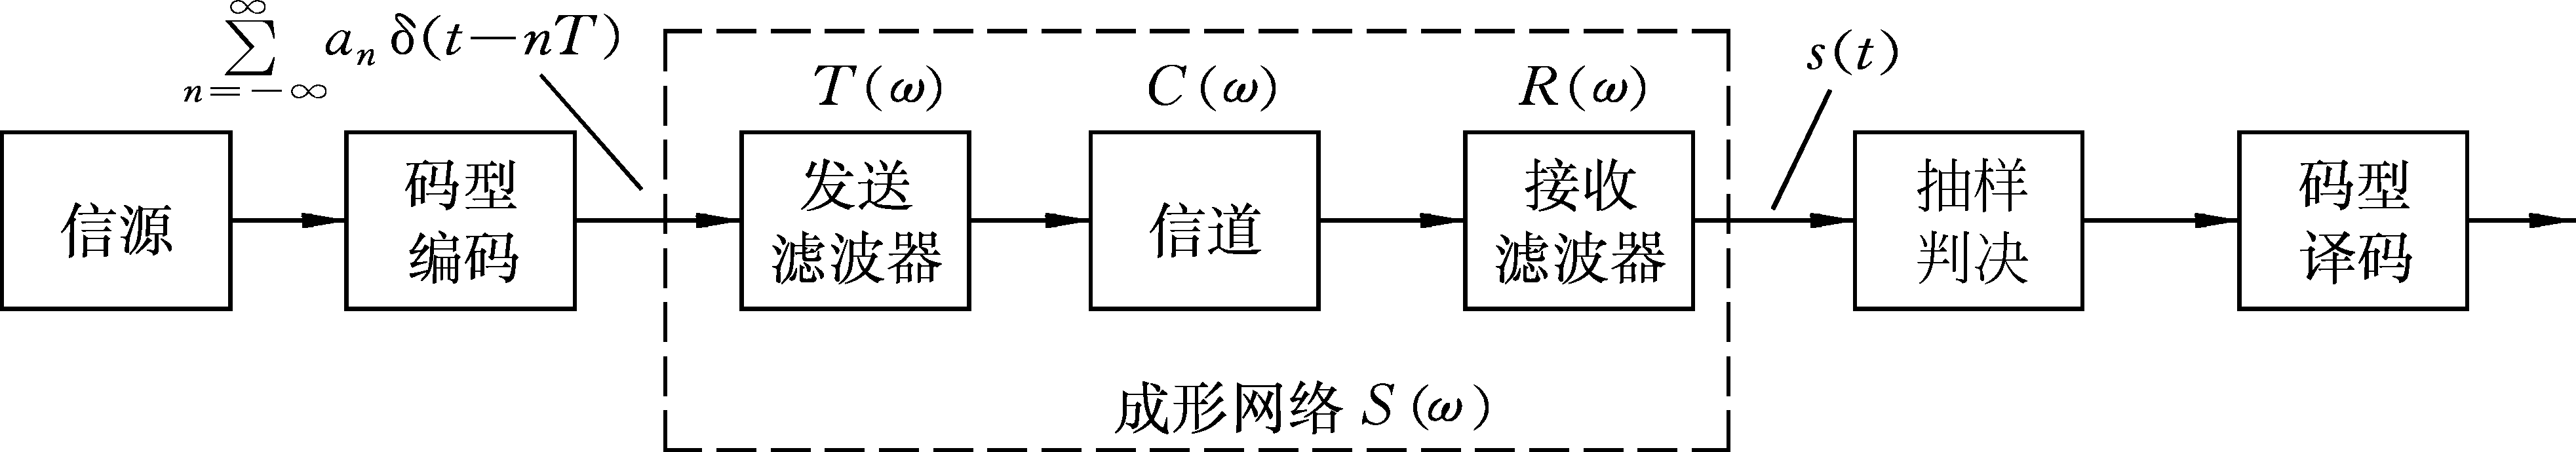 ∞
∑ aₙ δ(t−nT)
n=−∞
s(t)
T(ω)
C(ω)
R(ω)
信源
码型
编码
发送
滤波器
信道
接收
滤波器
抽样
判决
码型
译码
成形网络 S(ω)